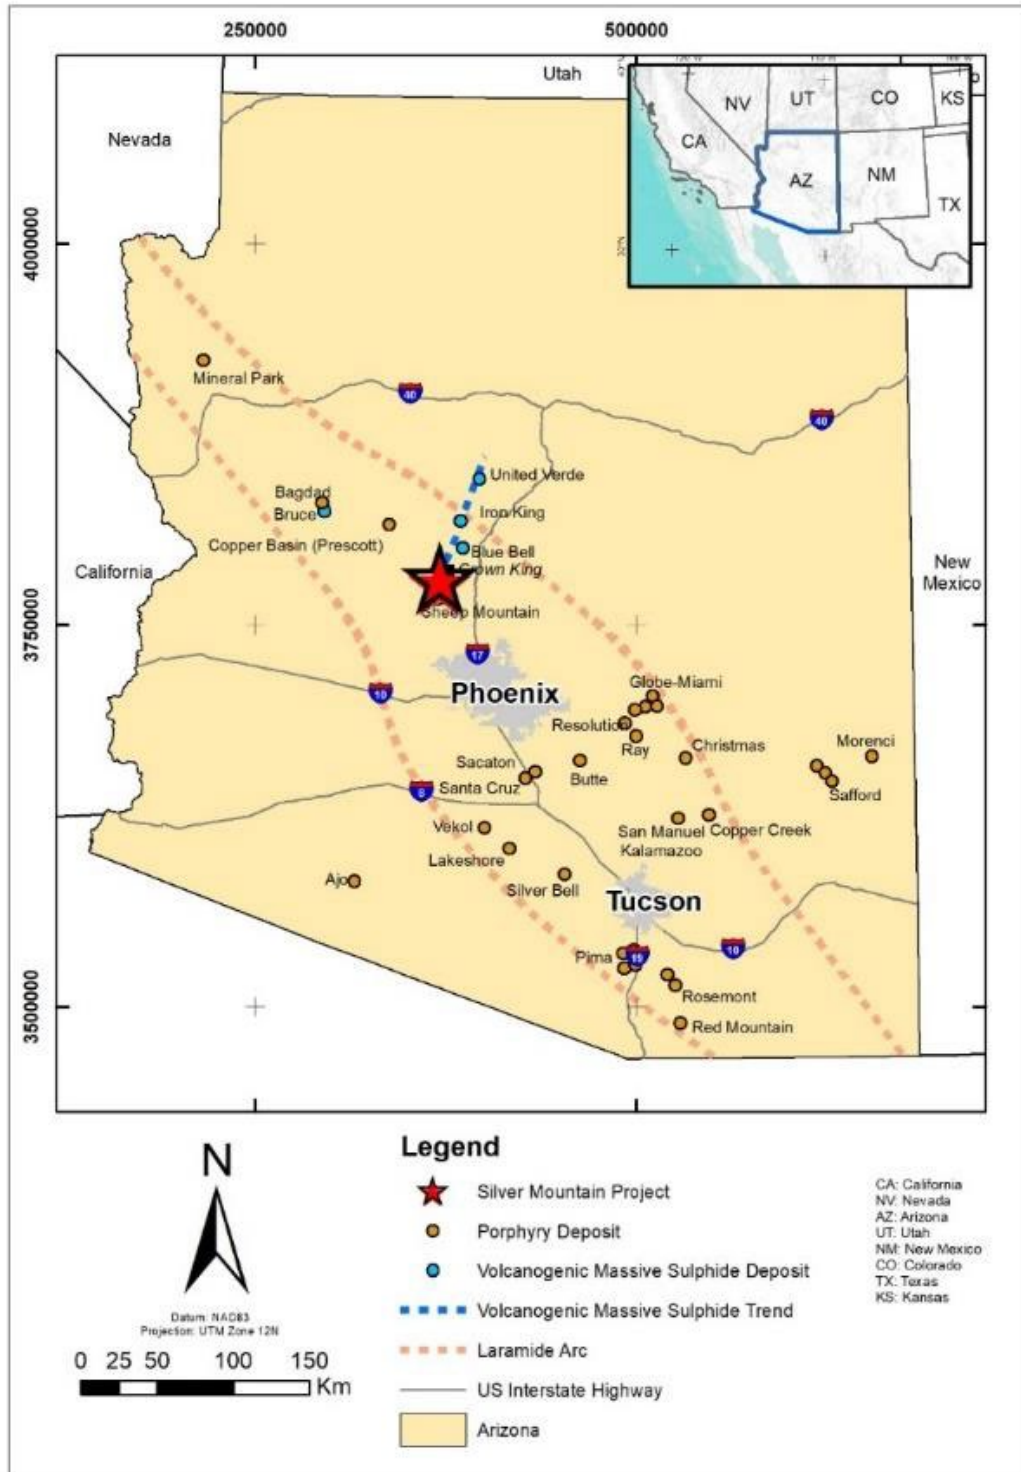 250000 500000
Utah
Nevada
NV UT CO KS
CA AZ NM TX
4000000
Mineral Park
40 40
United Verde
Bagdad
Bruce
Iron King
Copper Basin (Prescott)
Blue Bell
Crown King
California
New
Mexico
Sheep Mountain
3750000
17
10
Phoenix
Globe-Miami
Resolution
Ray
Christmas
Morenci
Sacaton
Butte
Santa Cruz
Safford
8
Vekol
San Manuel
Kalamazoo
Copper Creek
Lakeshore
Ajo
Silver Bell
Tucson
Pima
19
10
Rosemont
3500000
Red Mountain
N
Datum: NAD83
Projection: UTM Zone 12N
0 25 50 100 150
Km
Legend
Silver Mountain Project
Porphyry Deposit
Volcanogenic Massive Sulphide Deposit
Volcanogenic Massive Sulphide Trend
Laramide Arc
US Interstate Highway
Arizona
CA: California
NV: Nevada
AZ: Arizona
UT: Utah
NM: New Mexico
CO: Colorado
TX: Texas
KS: Kansas